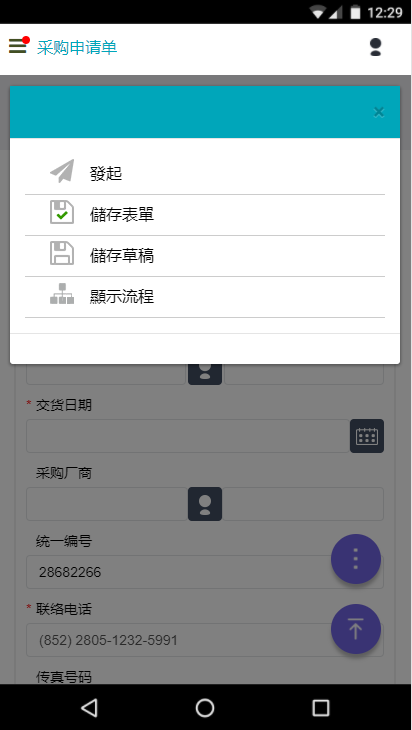 12:29
采购申请单
×
發起
儲存表單
儲存草稿
顯示流程
* 交货日期
采购厂商
统一编号
28682266
* 联络电话
(852) 2805-1232-5991
传真号码